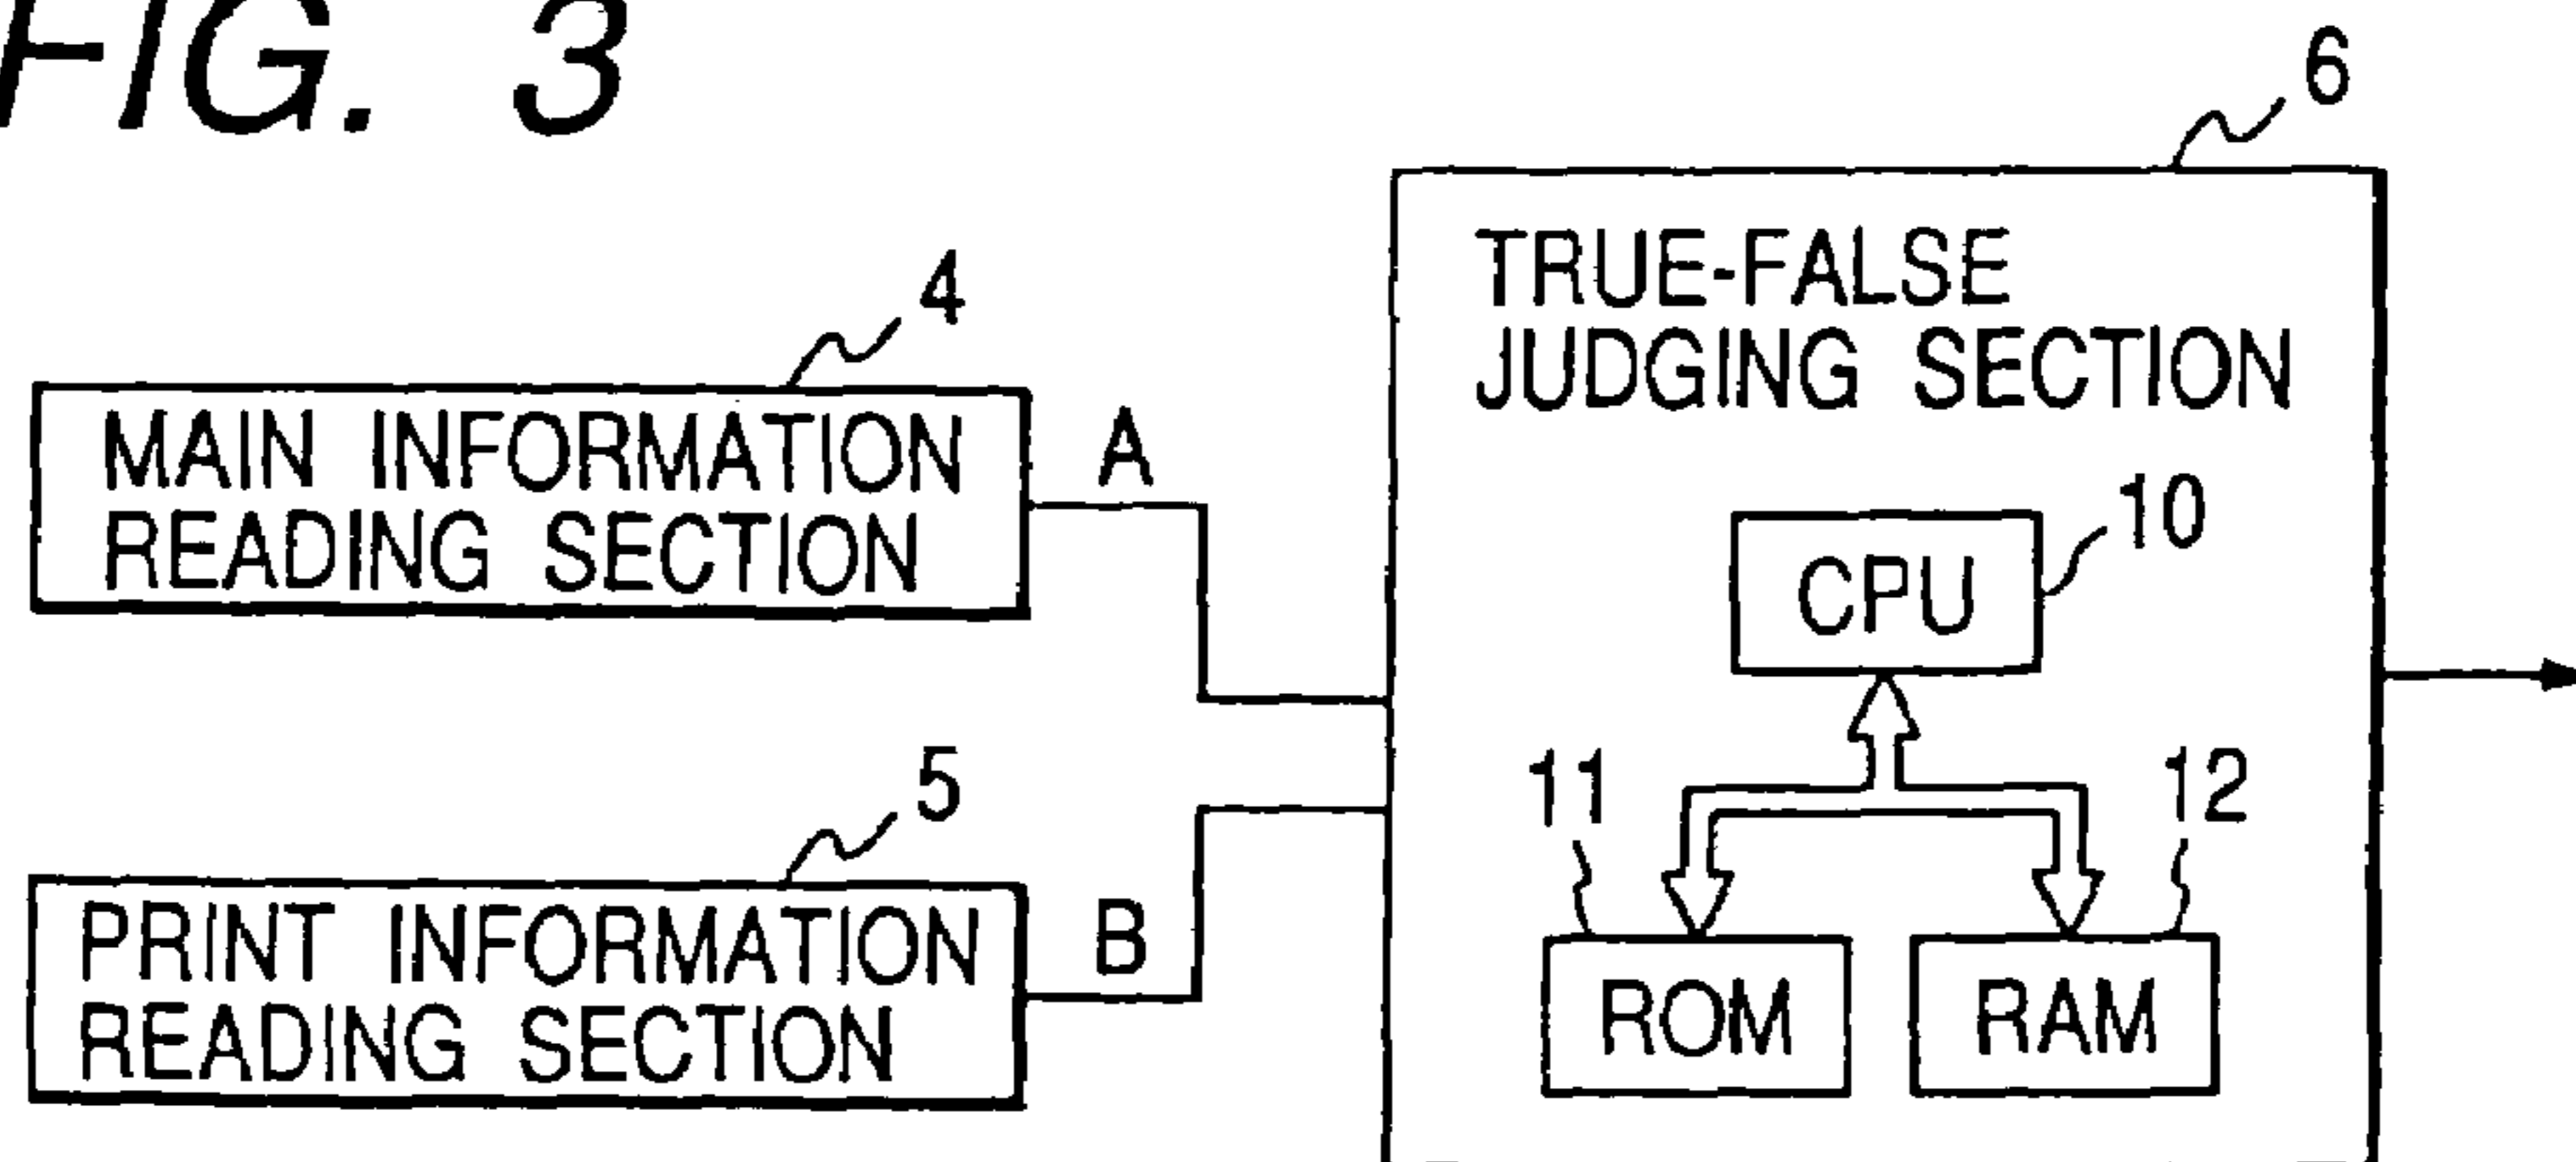 FIG. 3
6
TRUE-FALSE
JUDGING SECTION
4
MAIN INFORMATION
READING SECTION
A
10
CPU
5
PRINT INFORMATION
READING SECTION
B
11
12
ROM
RAM